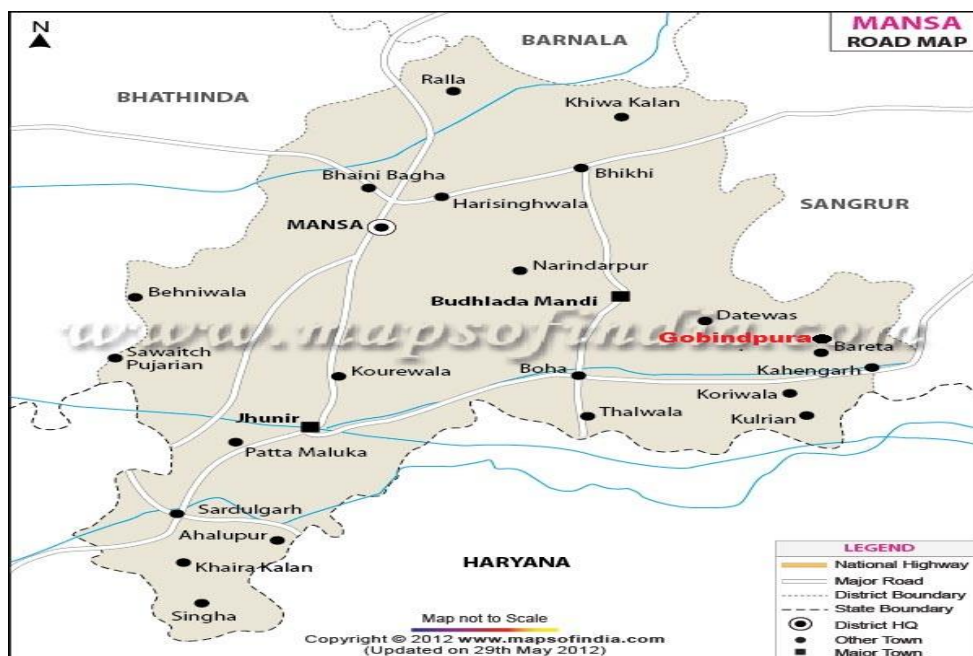 N
MANSA
ROAD MAP
BARNALA
BHATHINDA
Ralla
Khiwa Kalan
Bhaini Bagha
Bhikhi
Harisinghwala
SANGRUR
MANSA
Narindarpur
Behniwala
Budhlada Mandi
Datewas
www.mapsofindia.com
Gobindpura
Bareta
Sawaitch
Pujarian
Kourewala
Boha
Kahengarh
Koriwala
Jhunir
Thalwala
Kulrian
Patta Maluka
Sardulgarh
Ahalupur
HARYANA
Khaira Kalan
Singha
LEGEND
National Highway
Major Road
District Boundary
State Boundary
District HQ
Other Town
Major Town
Map not to Scale
Copyright © 2012 www.mapsofindia.com
(Updated on 29th May 2012)